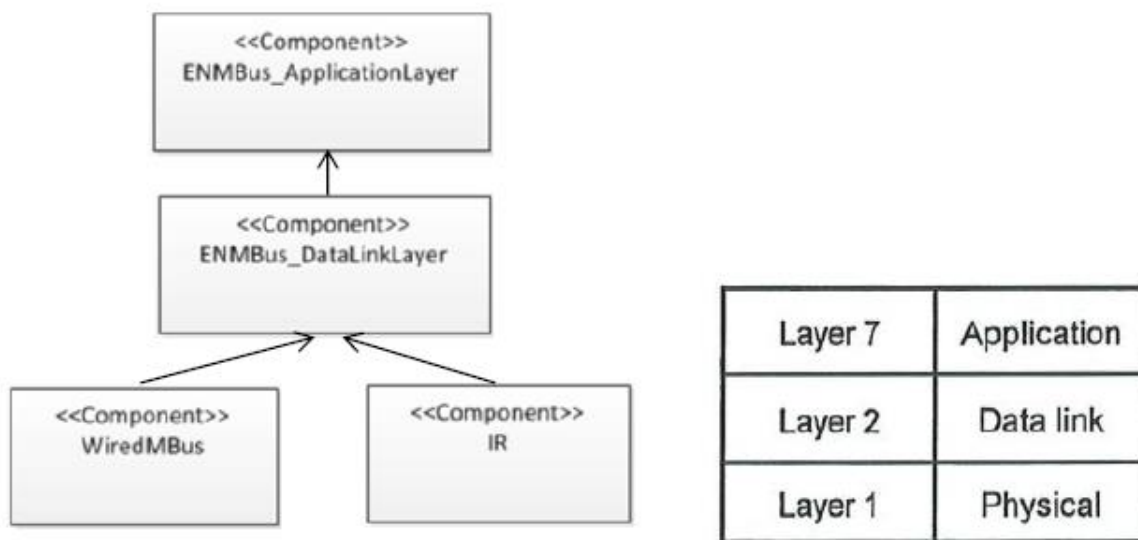 <<Component>>
ENMBus_ApplicationLayer
<<Component>>
ENMBus_DataLinkLayer
<<Component>>
WiredMBus
<<Component>>
IR
Layer 7 Application
Layer 2 Data link
Layer 1 Physical